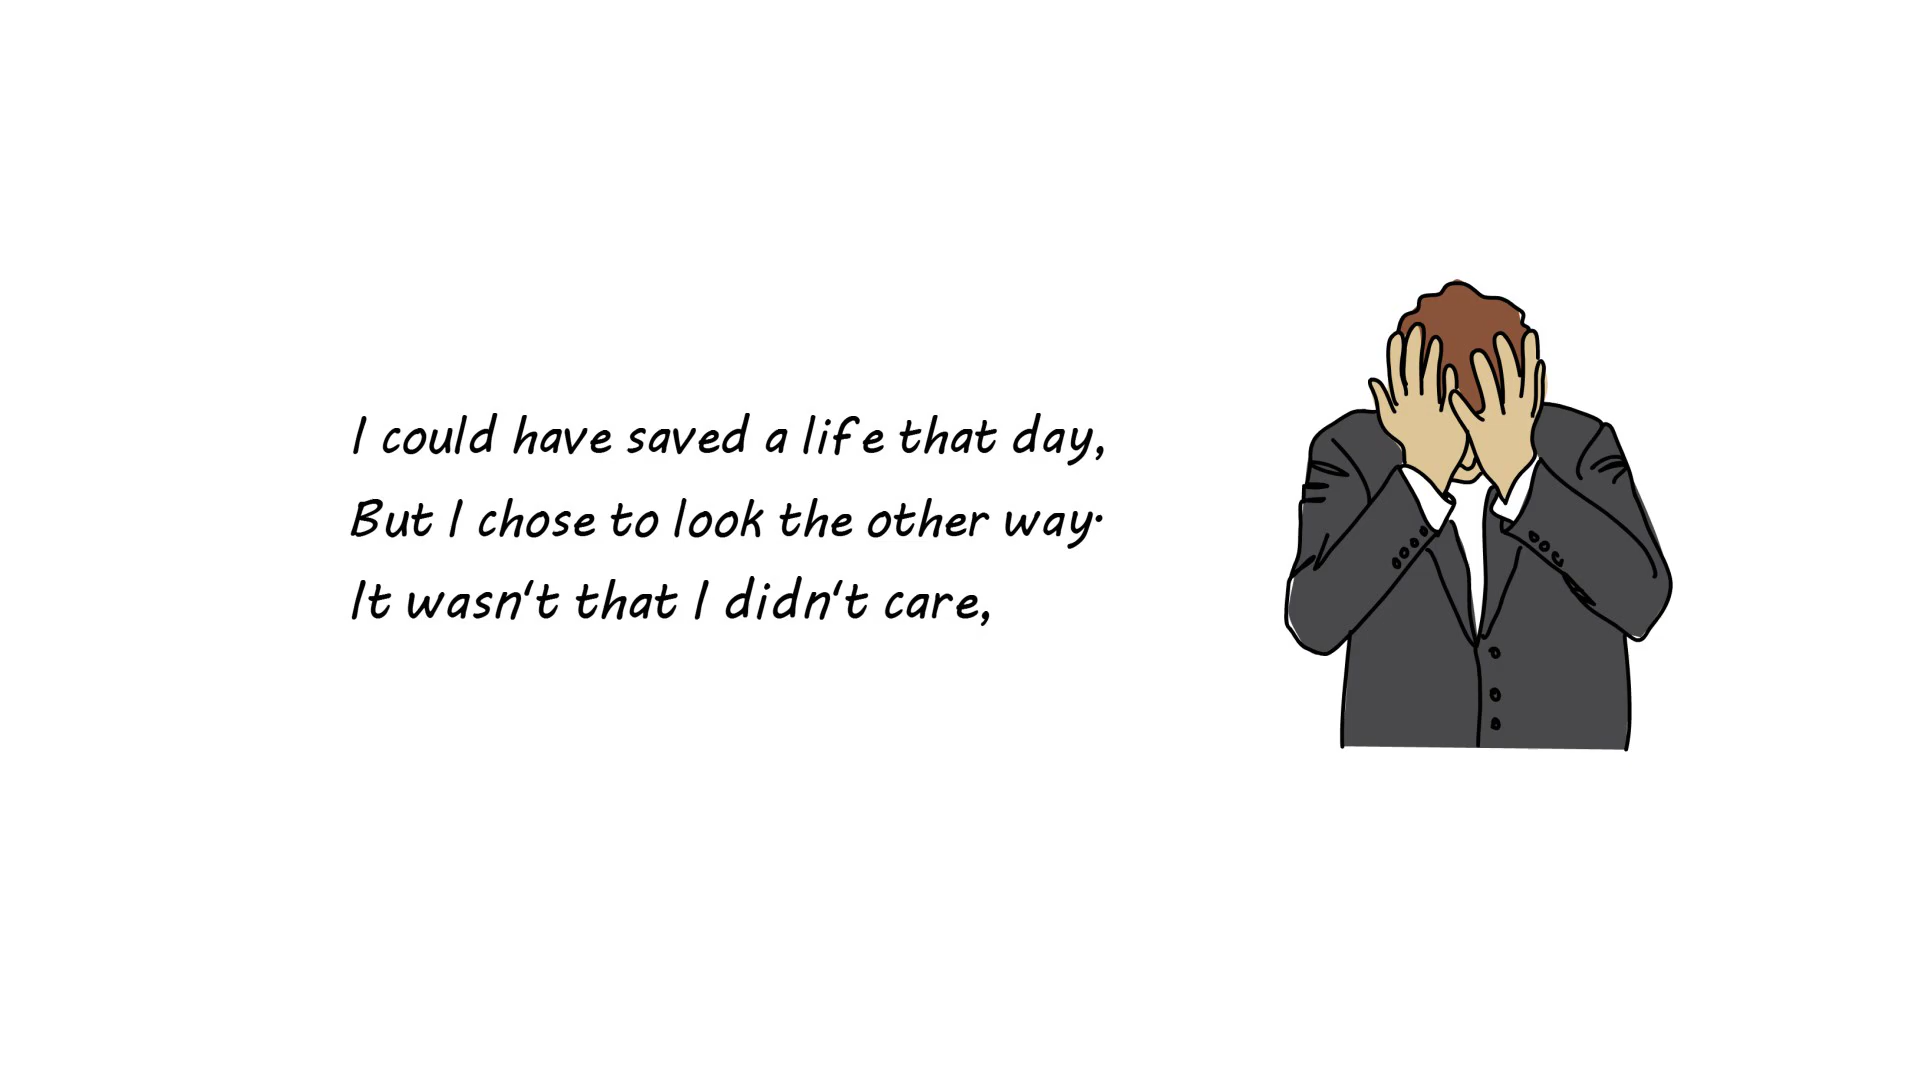 I could have saved a life that day,
But I chose to look the other way.
It wasn't that I didn't care,